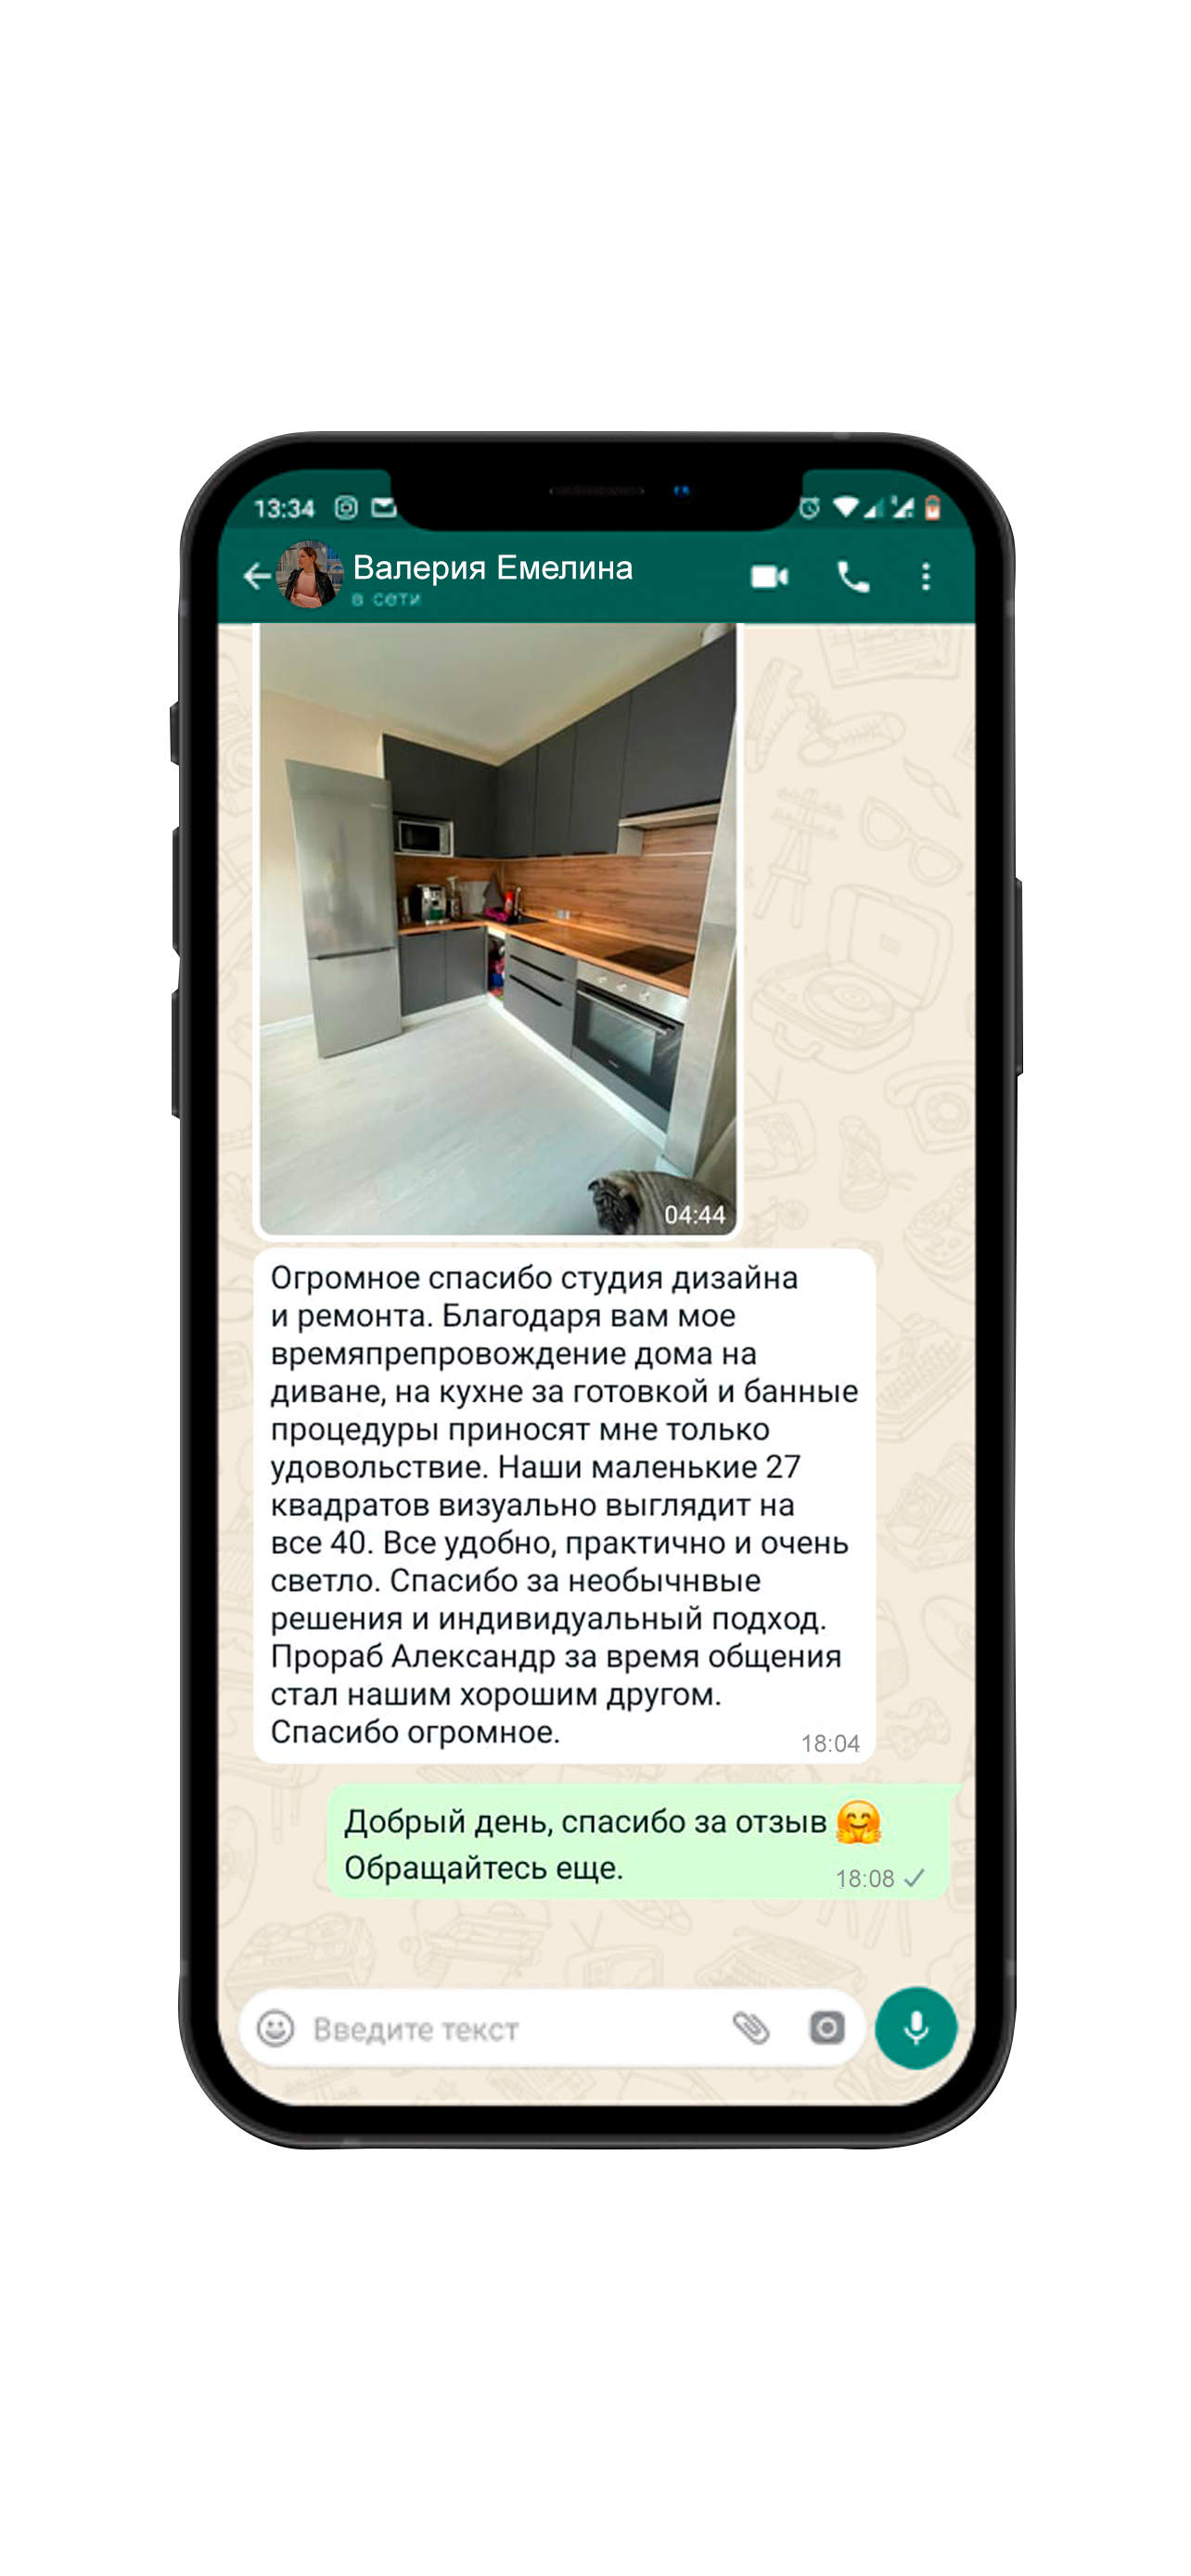 13:34
Валерия Емелина
в сети
04:44
Огромное спасибо студия дизайна
и ремонта. Благодаря вам мое
времяпрепровождение дома на
диване, на кухне за готовкой и банные
процедуры приносят мне только
удовольствие. Наши маленькие 27
квадратов визуально выглядит на
все 40. Все удобно, практично и очень
светло. Спасибо за необычнвые
решения и индивидуальный подход.
Прораб Александр за время общения
стал нашим хорошим другом.
Спасибо огромное.
18:04
Добрый день, спасибо за отзыв 🤗
Обращайтесь еще.
18:08
Введите текст